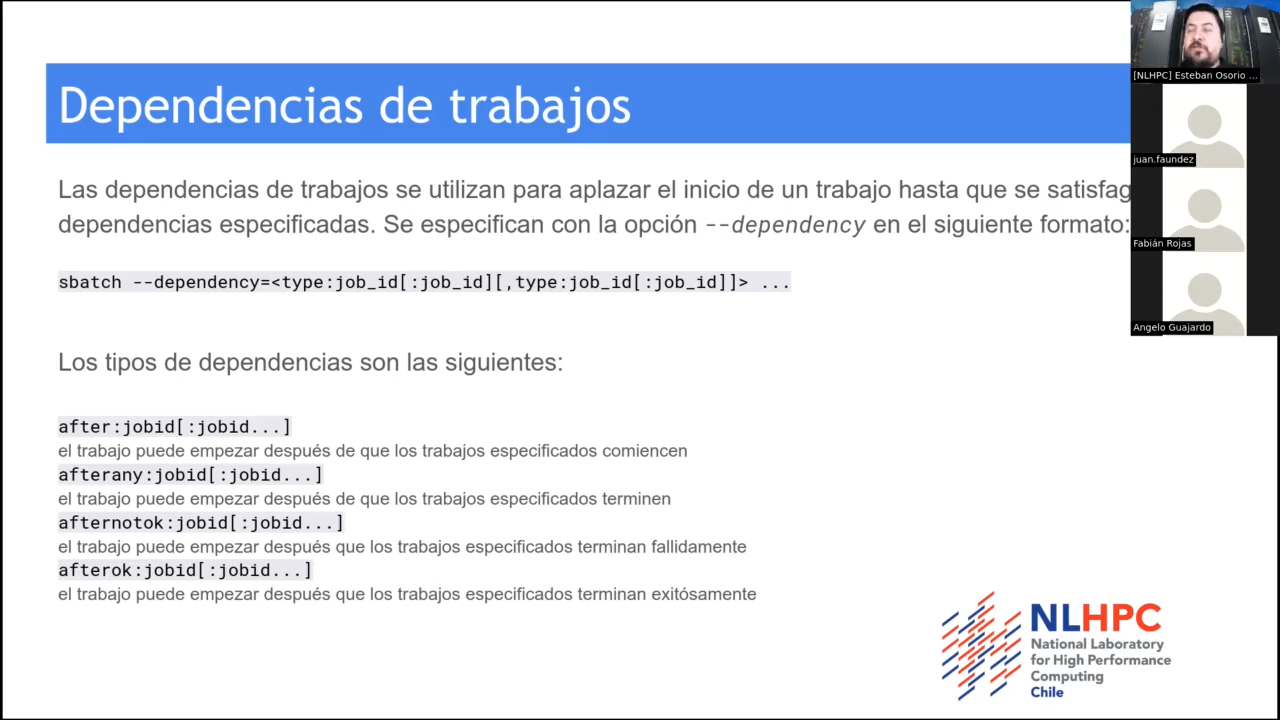 Dependencias de trabajos
Las dependencias de trabajos se utilizan para aplazar el inicio de un trabajo hasta que se satisfag
dependencias especificadas. Se especifican con la opción --dependency en el siguiente formato:
sbatch --dependency=<type:job_id[:job_id][,type:job_id[:job_id]]> ...
Los tipos de dependencias son las siguientes:
after:jobid[:jobid...]
el trabajo puede empezar después de que los trabajos especificados comiencen
afterany:jobid[:jobid...]
el trabajo puede empezar después de que los trabajos especificados terminen
afternotok:jobid[:jobid...]
el trabajo puede empezar después que los trabajos especificados terminan fallidamente
afterok:jobid[:jobid...]
el trabajo puede empezar después que los trabajos especificados terminan exitósamente
NLHPC
National Laboratory
for High Performance
Computing
Chile
[NLHPC] Esteban Osorio ...
juan.faundez
Fabián Rojas
Angelo Guajardo